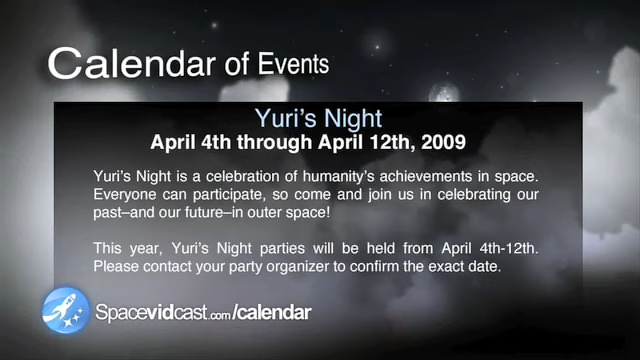 Calendar of Events
Yuri's Night
April 4th through April 12th, 2009
Yuri's Night is a celebration of humanity's achievements in space.
Everyone can participate, so come and join us in celebrating our
past–and our future–in outer space!
This year, Yuri's Night parties will be held from April 4th-12th.
Please contact your party organizer to confirm the exact date.
Spacevidcast.com/calendar